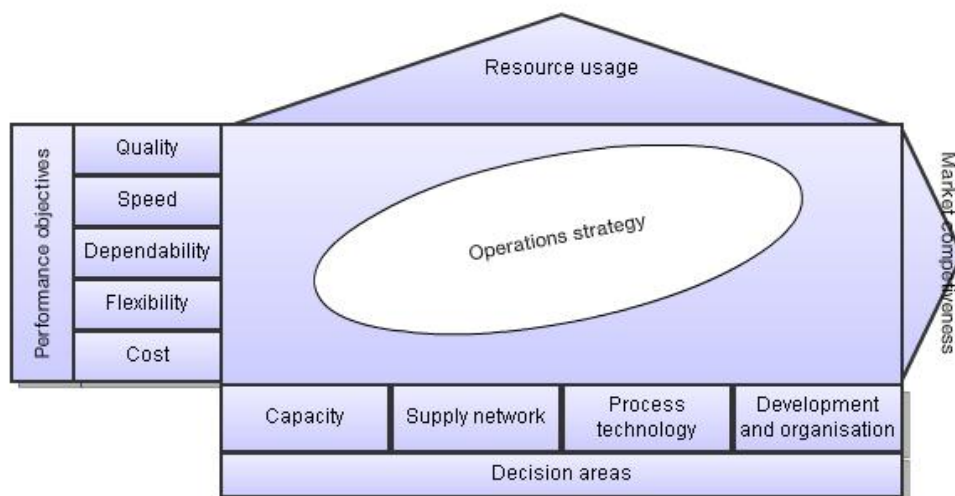 Resource usage
Performance objectives
Quality
Speed
Dependability
Flexibility
Cost
Operations strategy
Market competiveness
Capacity
Supply network
Process
technology
Development
and organisation
Decision areas